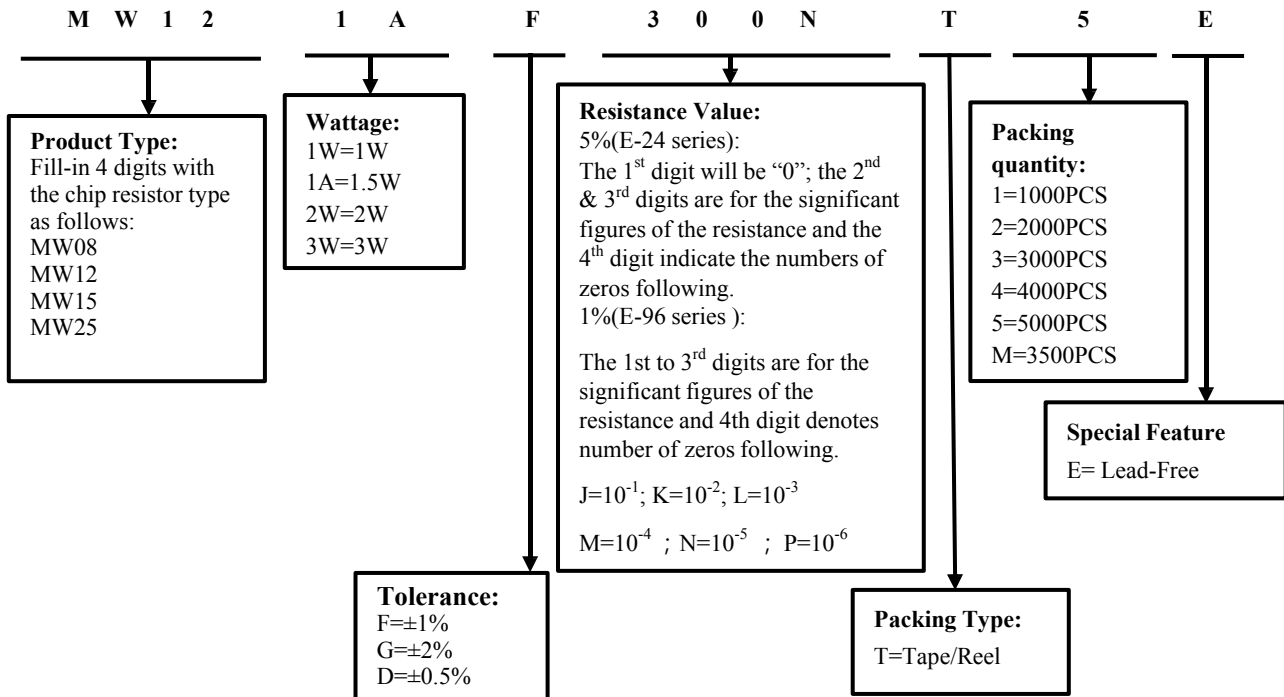 M W 1 2 1 A F 3 0 0 N T 5 E
Product Type:
Fill-in 4 digits with
the chip resistor type
as follows:
MW08
MW12
MW15
MW25
Wattage:
1W=1W
1A=1.5W
2W=2W
3W=3W
Tolerance:
F=±1%
G=±2%
D=±0.5%
Resistance Value:
5%(E-24 series):
The 1st digit will be “0”; the 2nd
& 3rd digits are for the significant
figures of the resistance and the
4th digit indicate the numbers of
zeros following.
1%(E-96 series ):
The 1st to 3rd digits are for the
significant figures of the
resistance and 4th digit denotes
number of zeros following.
J=10⁻¹; K=10⁻²; L=10⁻³
M=10⁻⁴ ; N=10⁻⁵ ; P=10⁻⁶
Packing Type:
T=Tape/Reel
Packing
quantity:
1=1000PCS
2=2000PCS
3=3000PCS
4=4000PCS
5=5000PCS
M=3500PCS
Special Feature
E= Lead-Free